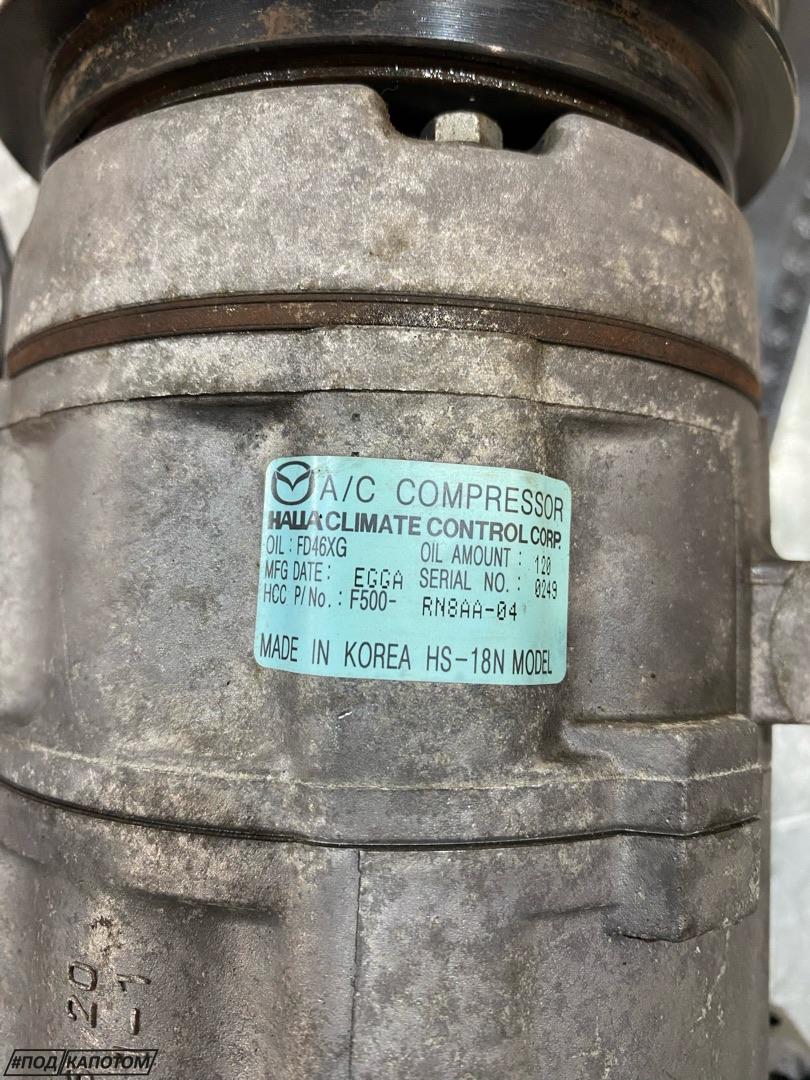 A/C COMPRESSOR
HALLA CLIMATE CONTROL CORP.
OIL : FD46XG OIL AMOUNT : 120
MFG DATE : EGGA SERIAL NO. : 0249
HCC P/No. : F500- RN8AA-04
MADE IN KOREA HS-18N MODEL
20
#ПОД КАПОТОМ